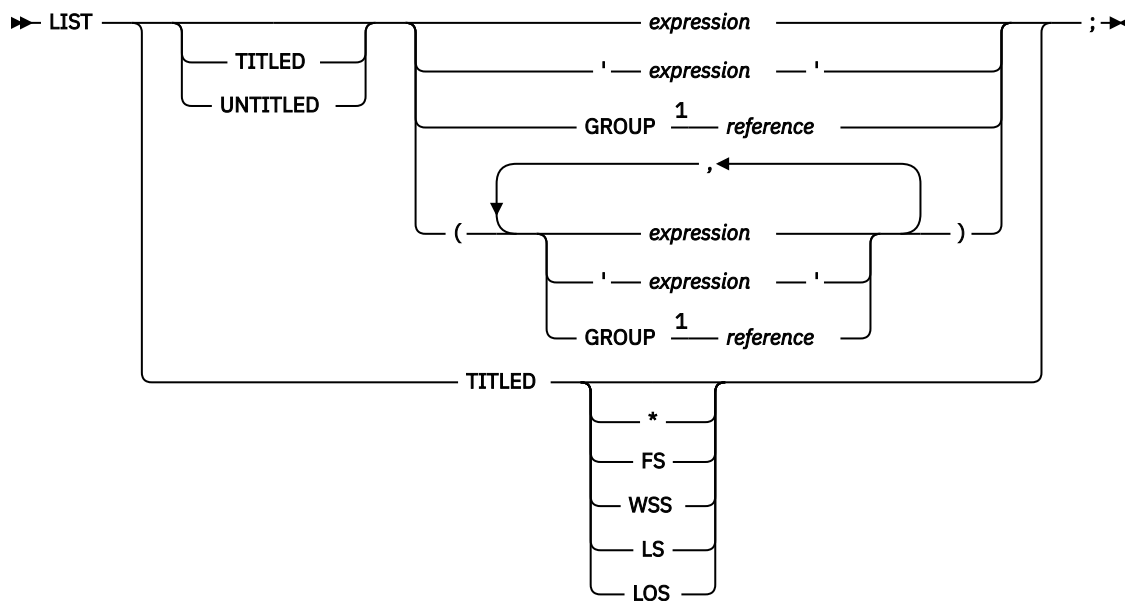 LIST expression ;
TITLED ' expression '
UNTITLED
GROUP 1 reference
,
( expression )
' expression '
GROUP 1 reference
TITLED
*
FS
WSS
LS
LOS